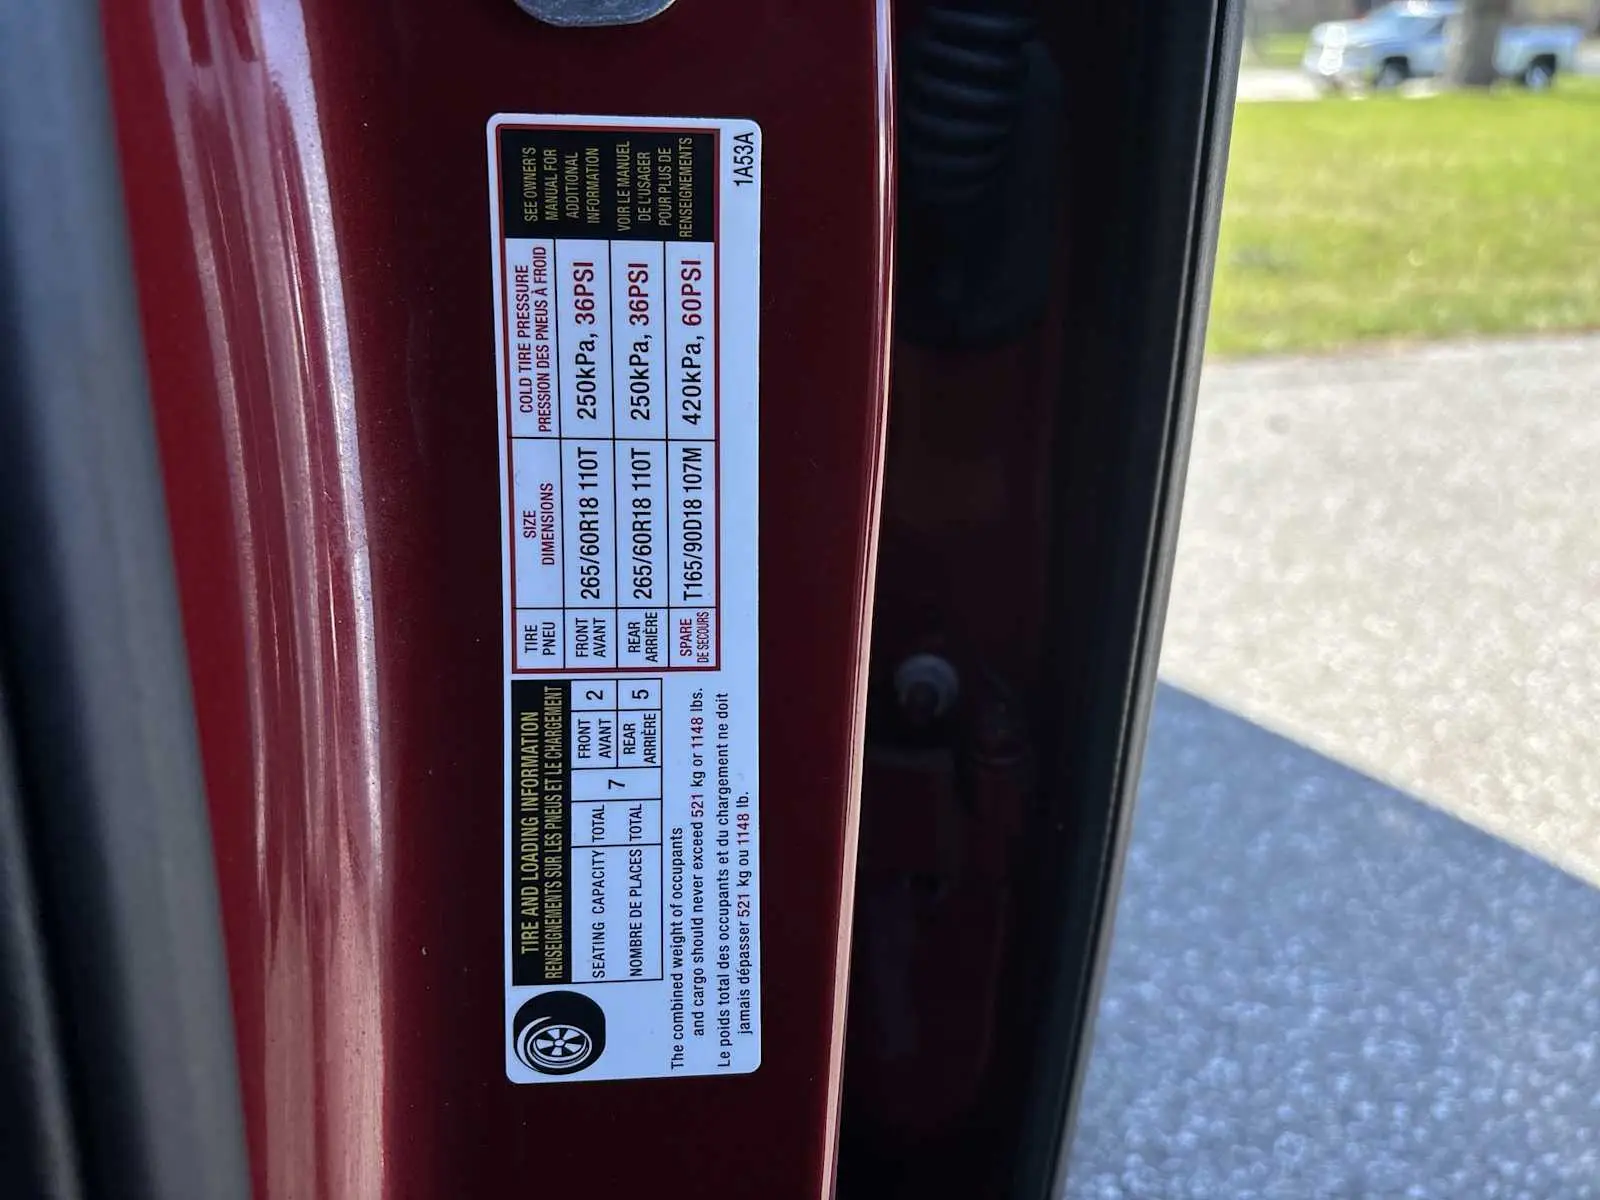 TIRE AND LOADING INFORMATION
RENSEIGNEMENTS SUR LES PNEUS ET LE CHARGEMENT
SEATING CAPACITY TOTAL 7 FRONT AVANT 2
NOMBRE DE PLACES TOTAL REAR ARRIÈRE 5
The combined weight of occupants
and cargo should never exceed 521 kg or 1148 lbs.
Le poids total des occupants et du chargement ne doit
jamais dépasser 521 kg ou 1148 lb.
TIRE SIZE COLD TIRE PRESSURE
PNEU DIMENSIONS PRESSION DES PNEUS À FROID
FRONT
AVANT 265/60R18 110T 250kPa, 36PSI
REAR
ARRIÈRE 265/60R18 110T 250kPa, 36PSI
SPARE
DE SECOURS T165/90D18 107M 420kPa, 60PSI
SEE OWNER'S
MANUAL FOR
ADDITIONAL
INFORMATION
VOIR LE MANUEL
DE L'USAGER
POUR PLUS DE
RENSEIGNEMENTS
1A53A